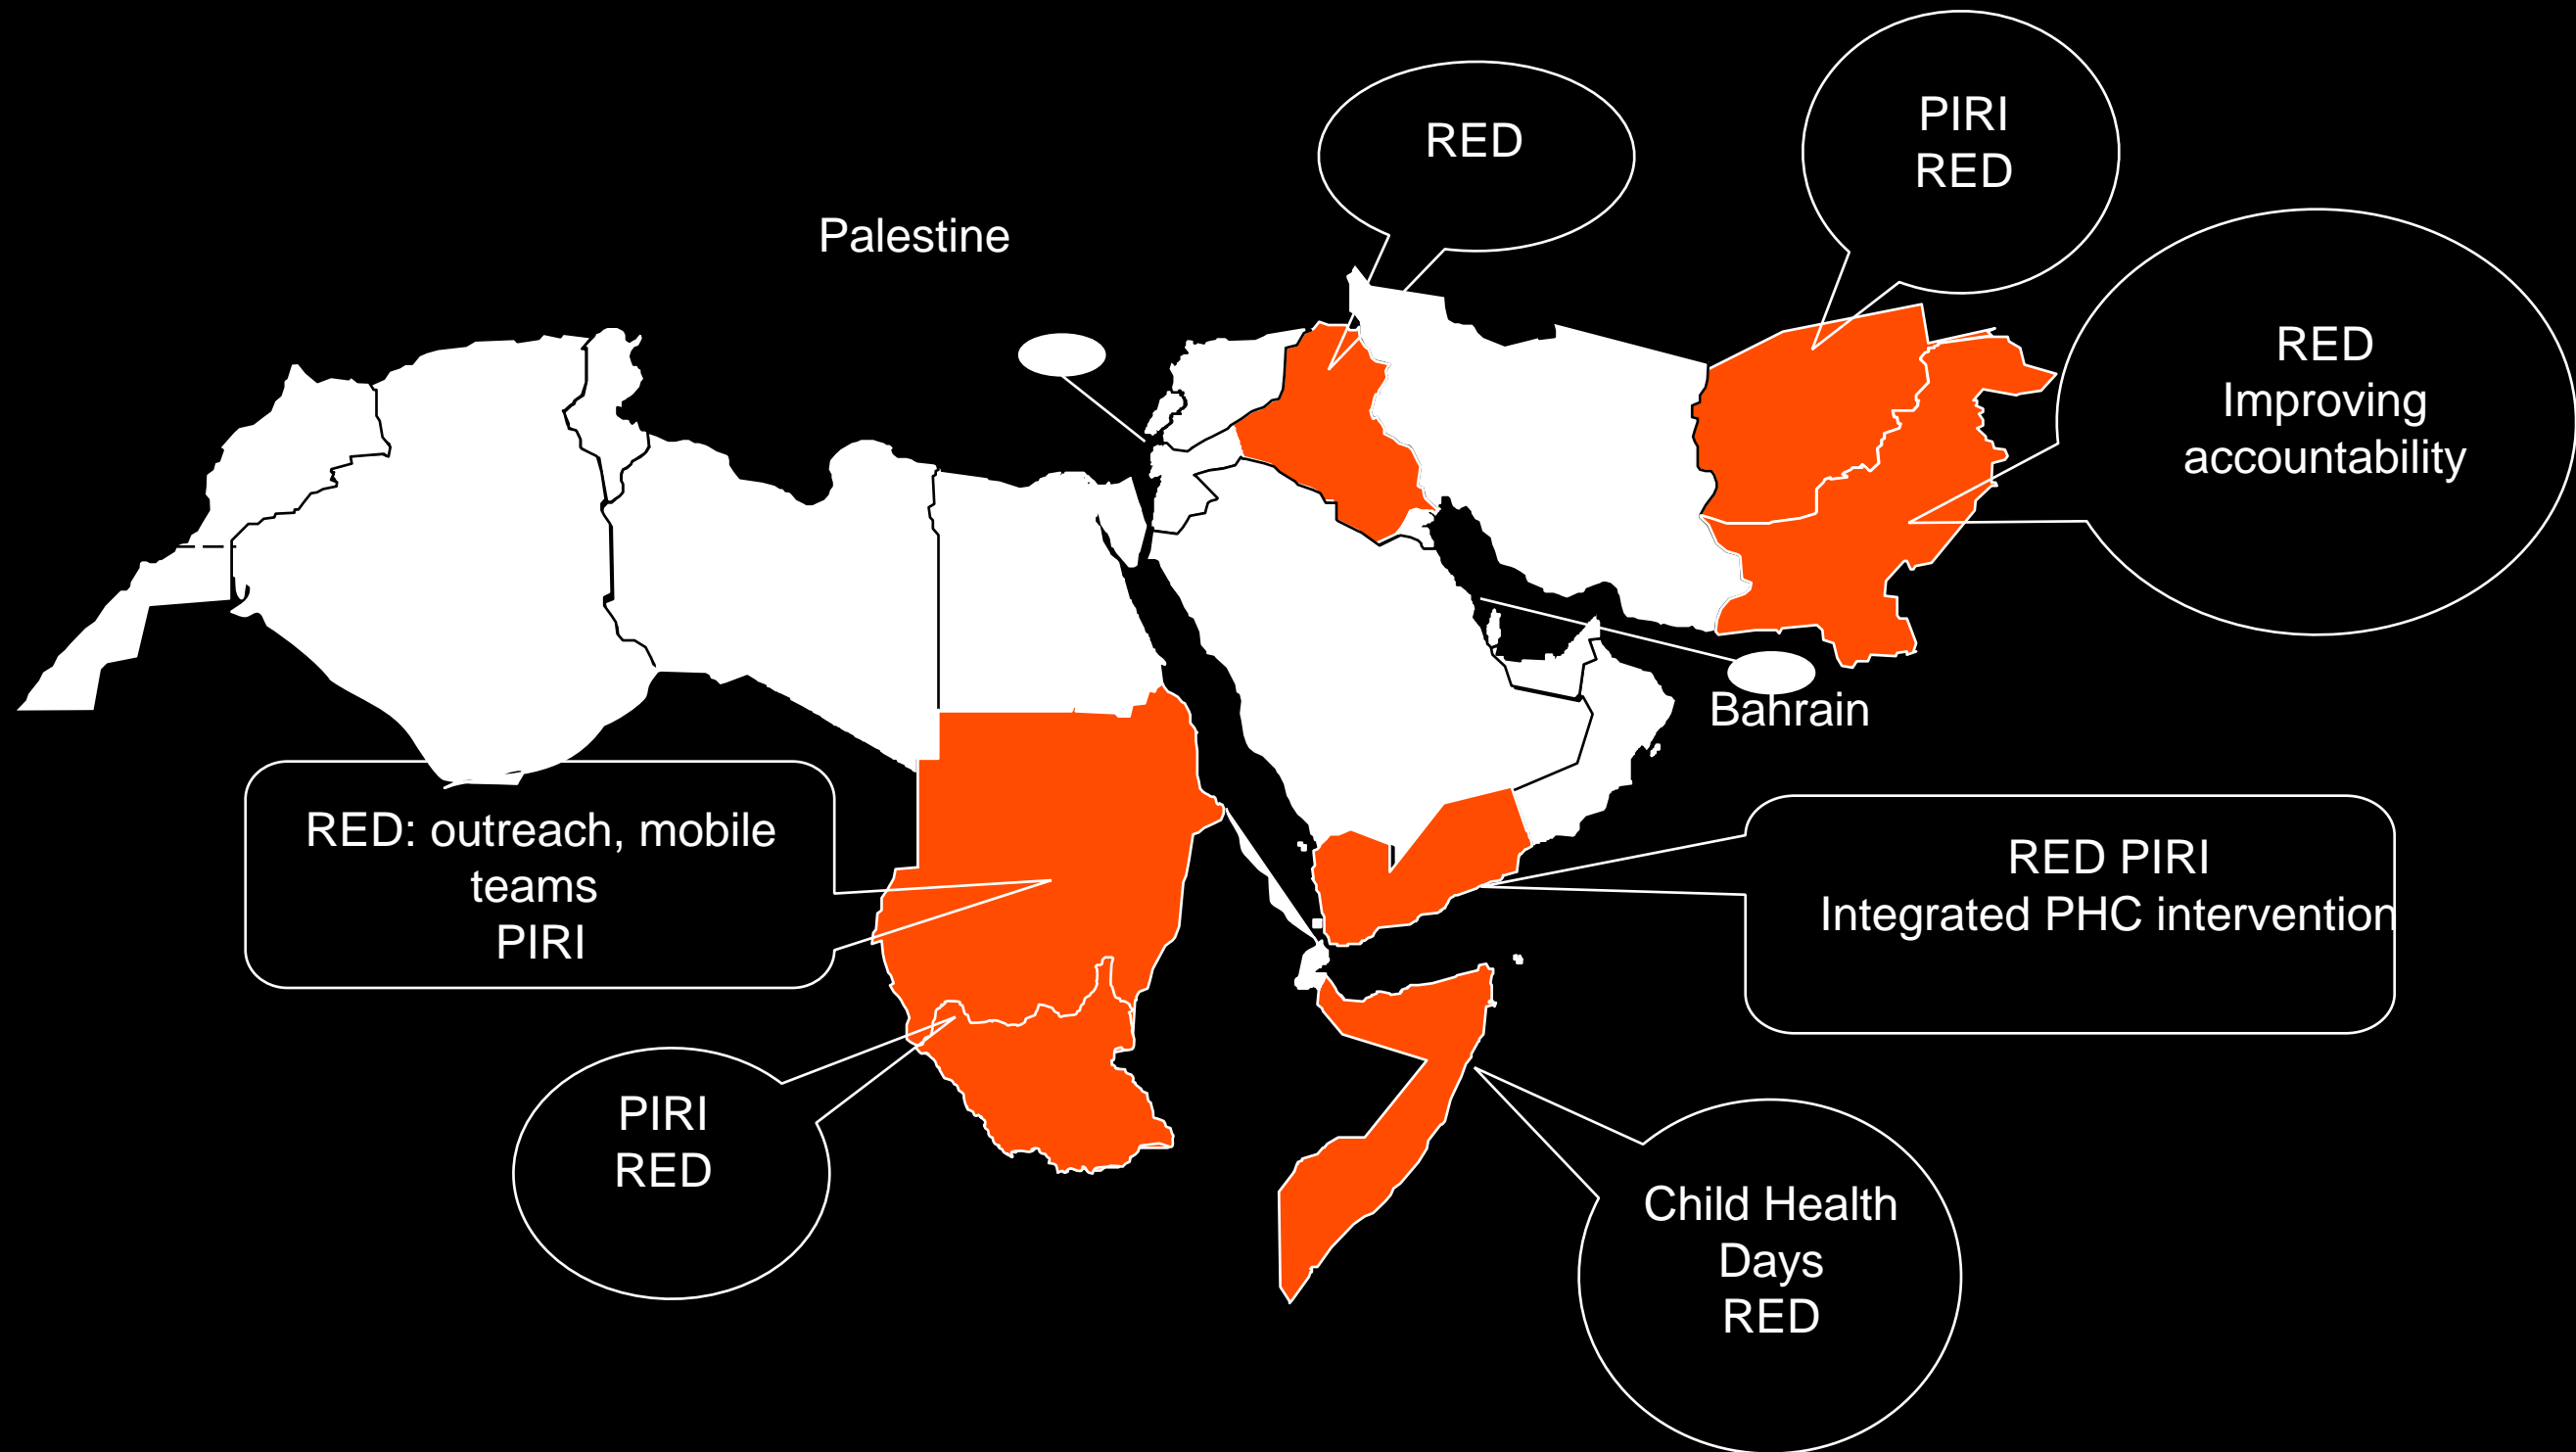 RED
PIRI
RED
Palestine
RED
Improving
accountability
Bahrain
RED: outreach, mobile
teams
PIRI
RED PIRI
Integrated PHC intervention
PIRI
RED
Child Health
Days
RED